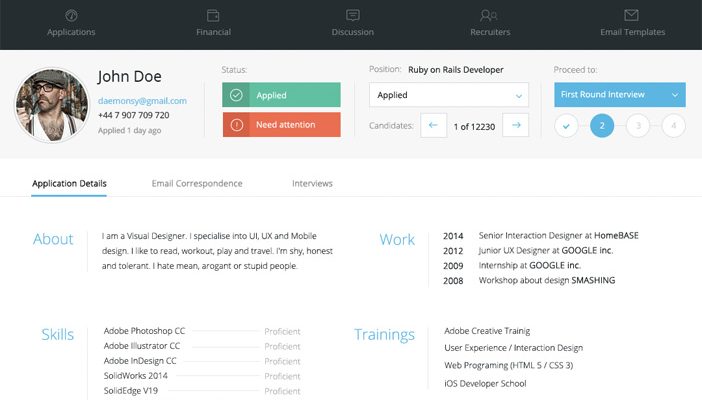 Applications
Financial
Discussion
Recruiters
Email Templates
John Doe
daemonsy@gmail.com
+44 7 907 709 720
Applied 1 day ago
Status:
Applied
Need attention
Position: Ruby on Rails Developer
Applied
Candidates: 1 of 12230
Proceed to:
First Round Interview
2 3 4
Application Details
Email Correspondence
Interviews
About
I am a Visual Designer. I specialise into UI, UX and Mobile
design. I like to read, workout, play and travel. I'm shy, honest
and tolerant. I hate mean, arogant or stupid people.
Work
2014 Senior Interaction Designer at HomeBASE
2012 Junior UX Designer at GOOGLE inc.
2009 Internship at GOOGLE inc.
2008 Workshop about design SMASHING
Skills
Adobe Photoshop CC Proficient
Adobe Illustrator CC Proficient
Adobe InDesign CC Proficient
SolidWorks 2014 Proficient
SolidEdge V19 Proficient
Trainings
Adobe Creative Trainig
User Experience / Interaction Design
Web Programing (HTML 5 / CSS 3)
iOS Developer School